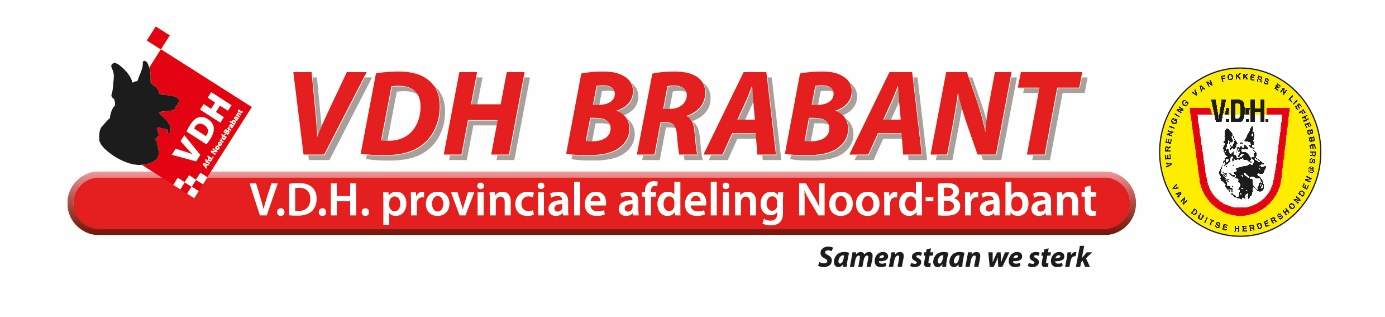 VDH
Afd. Noord-Brabant
VDH BRABANT
V.D.H. provinciale afdeling Noord-Brabant
Samen staan we sterk
VERENIGING VAN FOKKERS EN LIEFHEBBERS
VAN DUITSE HERDERSHONDEN
V.D.H.